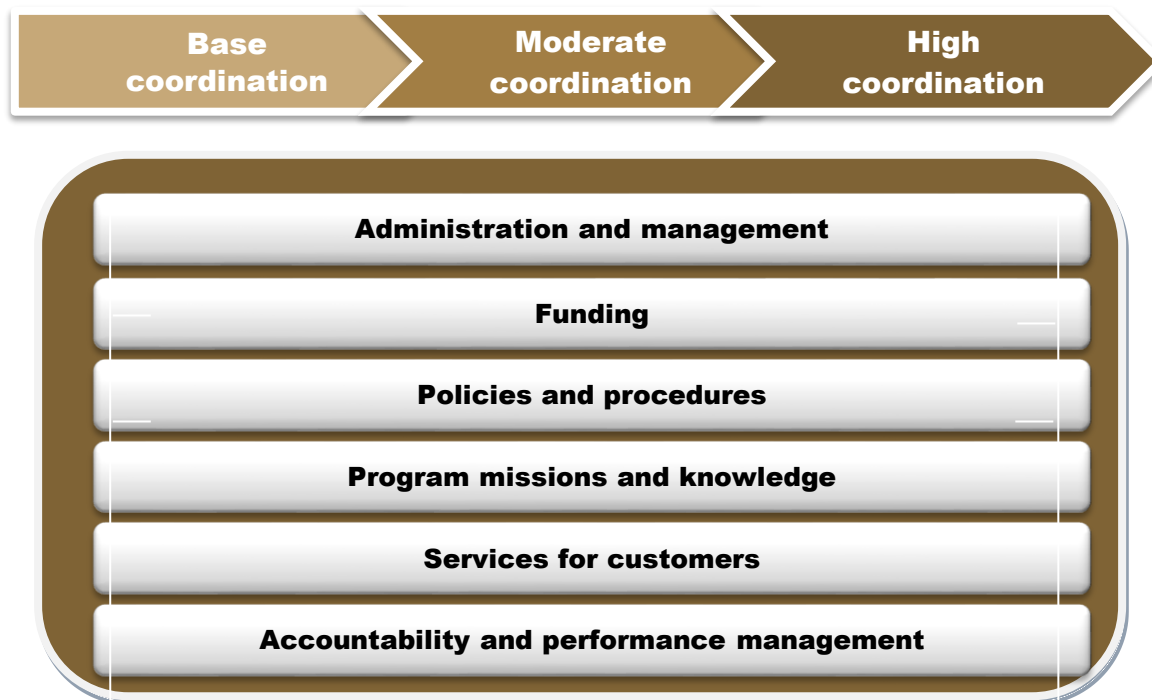 Base
coordination
Moderate
coordination
High
coordination
Administration and management
Funding
Policies and procedures
Program missions and knowledge
Services for customers
Accountability and performance management